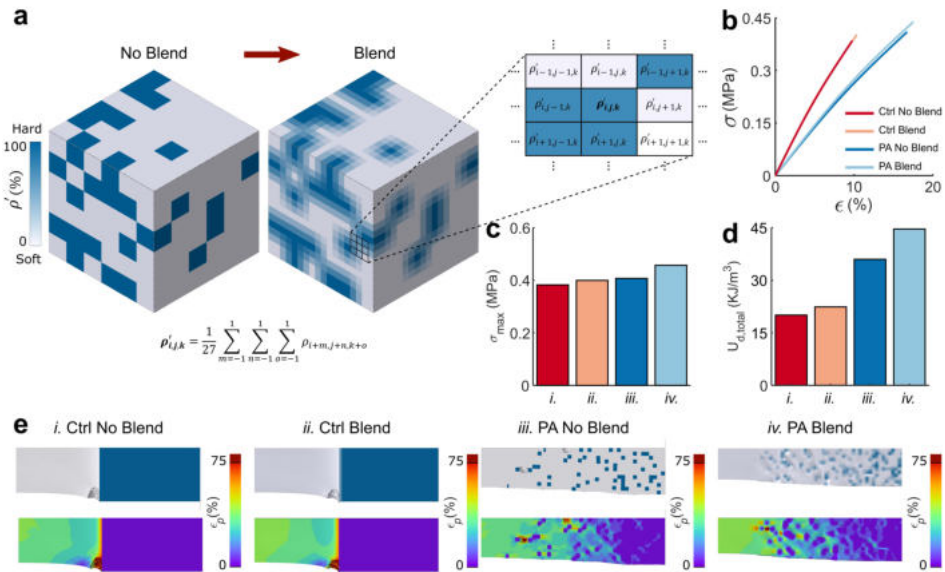 a
No Blend
Blend
Hard
100
ρ' (%)
0
Soft
ρ'i−1,j−1,k
ρ'i−1,j,k
ρ'i−1,j+1,k
ρ'i,j−1,k
ρ'i,j,k
ρ'i,j+1,k
ρ'i+1,j−1,k
ρ'i+1,j,k
ρ'i+1,j+1,k
ρ'i,j,k = 1/27 ∑ m=−1 1 ∑ n=−1 1 ∑ o=−1 1 ρi+m,j+n,k+o
b
0.45
0.3
0.15
0
σ (MPa)
0
10
20
ϵ (%)
Ctrl No Blend
Ctrl Blend
PA No Blend
PA Blend
c
0.6
0.4
0.2
0
σmax (MPa)
i.
ii.
iii.
iv.
d
45
30
15
0
Ud,total (KJ/m³)
i.
ii.
iii.
iv.
e
i. Ctrl No Blend
75
ϵp(%)
0
ii. Ctrl Blend
75
ϵp(%)
0
iii. PA No Blend
75
ϵp(%)
0
iv. PA Blend
75
ϵp(%)
0